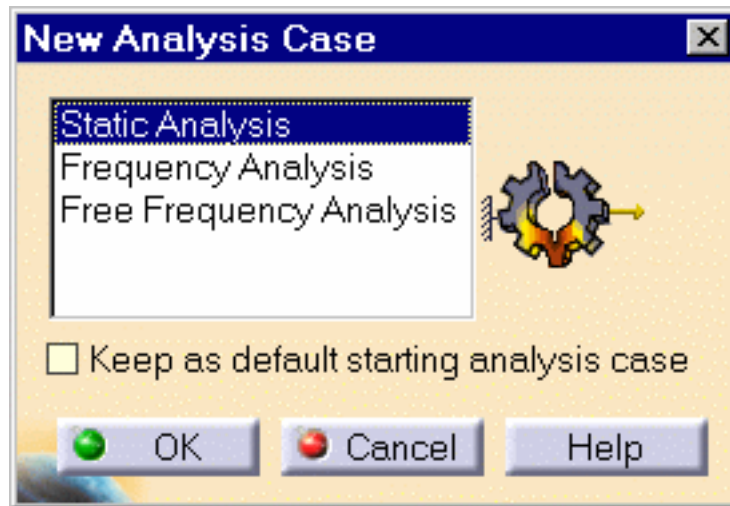 New Analysis Case
Static Analysis
Frequency Analysis
Free Frequency Analysis
Keep as default starting analysis case
OK Cancel Help